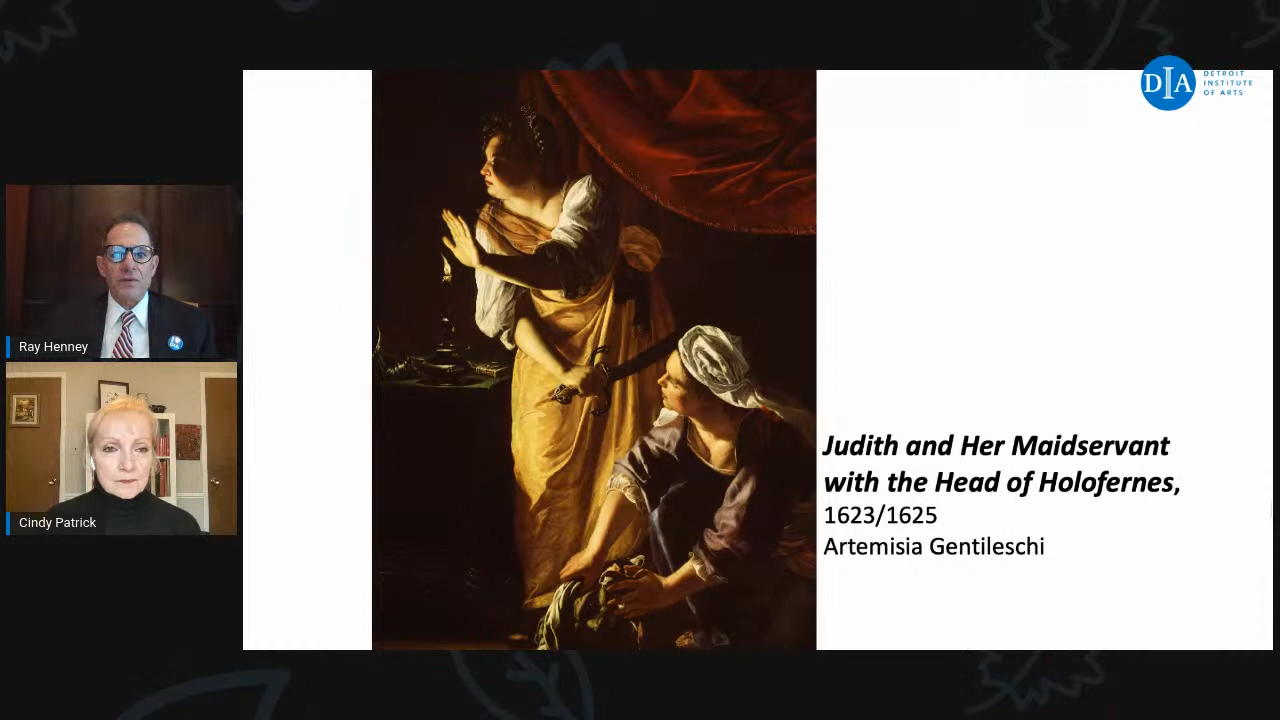 DIA
DETROIT
INSTITUTE
OF ARTS
Ray Henney
Cindy Patrick
Judith and Her Maidservant
with the Head of Holofernes,
1623/1625
Artemisia Gentileschi